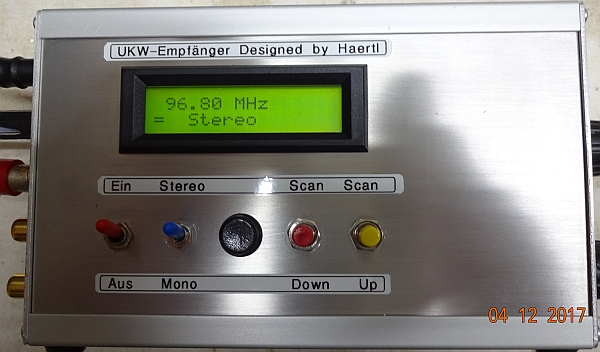 UKW-Empfänger Designed by Haertl
96.80 MHz
= Stereo
Ein Stereo Scan Scan
Aus Mono Down Up
04 12 2017